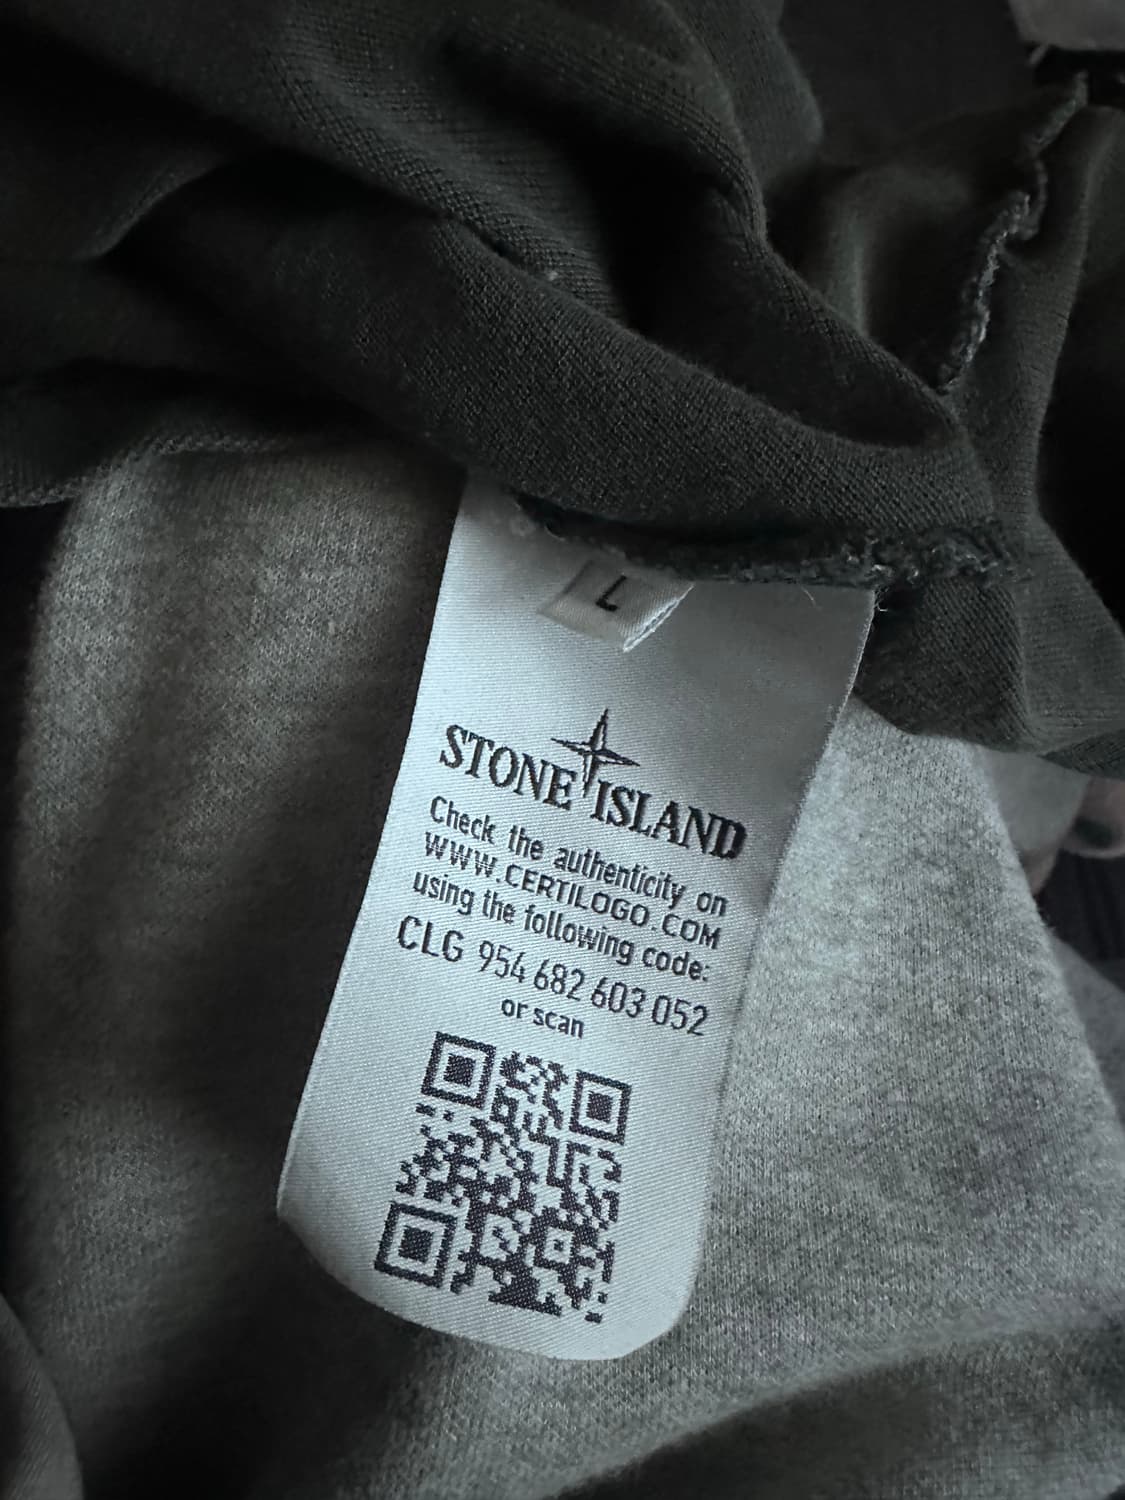 L
STONE ISLAND
Check the authenticity on
WWW.CERTILOGO.COM
using the following code:
CLG 954 682 603 052
or scan